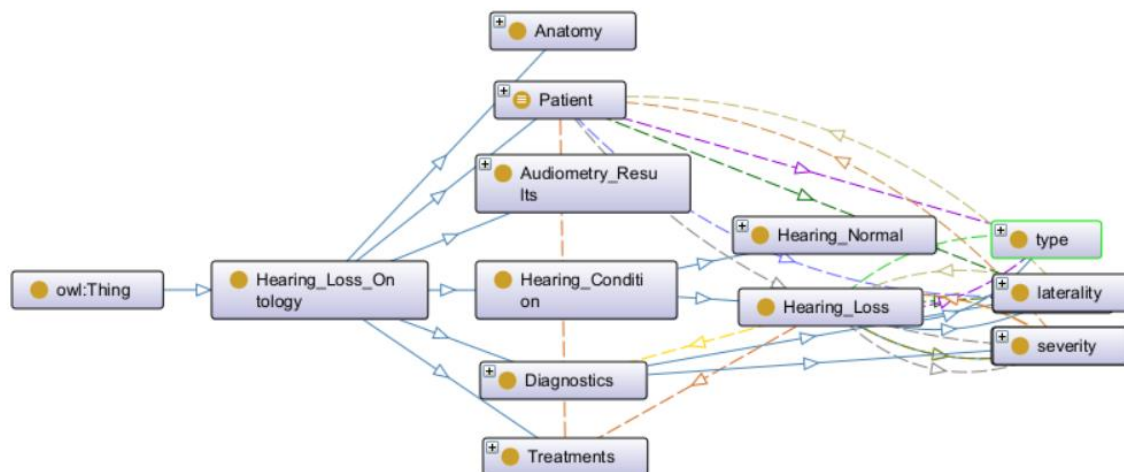 Anatomy
Patient
Audiometry_Resu
lts
Hearing_Normal
type
owl:Thing
Hearing_Loss_On
tology
Hearing_Conditi
on
Hearing_Loss
laterality
severity
Diagnostics
Treatments